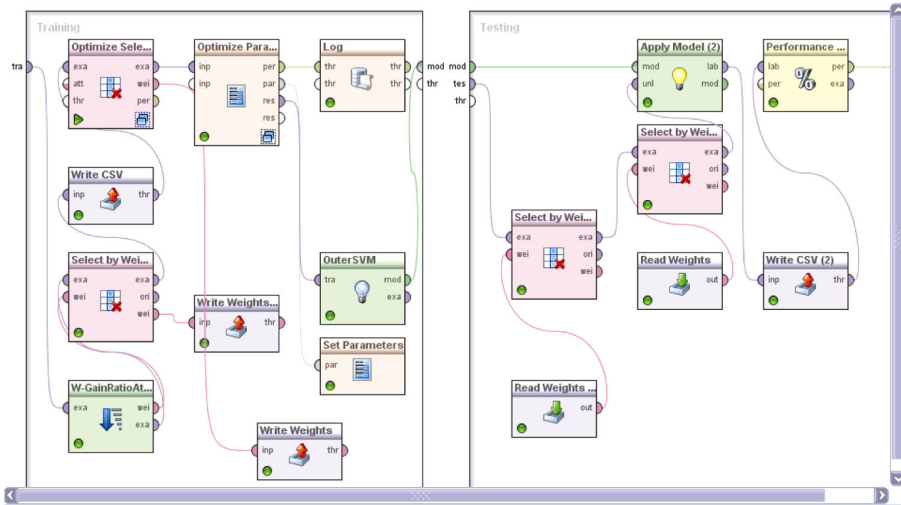 Training
Testing
Optimize Sele...
exa exa
att wei
thr per
Optimize Para...
inp per
inp par
res
res
Log
thr thr
thr thr
tra
mod mod
thr tes
thr
Apply Model (2)
mod lab
unl mod
Performance ...
lab per
per exa
Write CSV
inp thr
Select by Wei...
exa exa
wei ori
wei
Select by Wei...
exa exa
wei ori
wei
Select by Wei...
exa exa
wei ori
wei
Write Weights...
inp thr
OuterSVM
tra mod
exa
Read Weights
out
Write CSV (2)
inp thr
Set Parameters
par
W-GainRatioAt...
exa wei
exa
Read Weights ...
out
Write Weights
inp thr